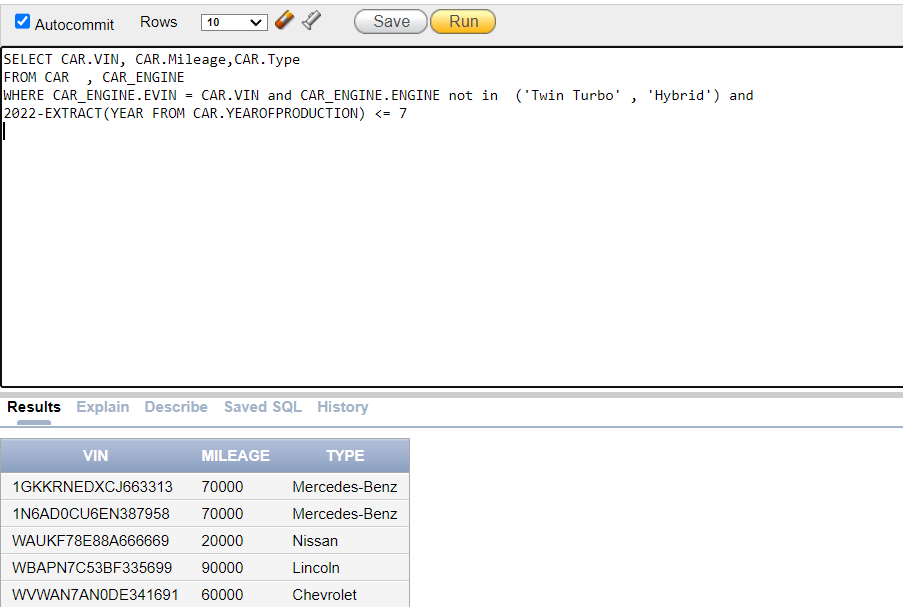 Autocommit Rows 10 Save Run
SELECT CAR.VIN, CAR.Mileage,CAR.Type
FROM CAR  , CAR_ENGINE
WHERE CAR_ENGINE.EVIN = CAR.VIN and CAR_ENGINE.ENGINE not in  ('Twin Turbo' , 'Hybrid') and
2022-EXTRACT(YEAR FROM CAR.YEAROFPRODUCTION) <= 7
Results Explain Describe Saved SQL History
VIN MILEAGE TYPE
1GKKRNEDXCJ663313 70000 Mercedes-Benz
1N6AD0CU6EN387958 70000 Mercedes-Benz
WAUKF78E88A666669 20000 Nissan
WBAPN7C53BF335699 90000 Lincoln
WVWAN7AN0DE341691 60000 Chevrolet